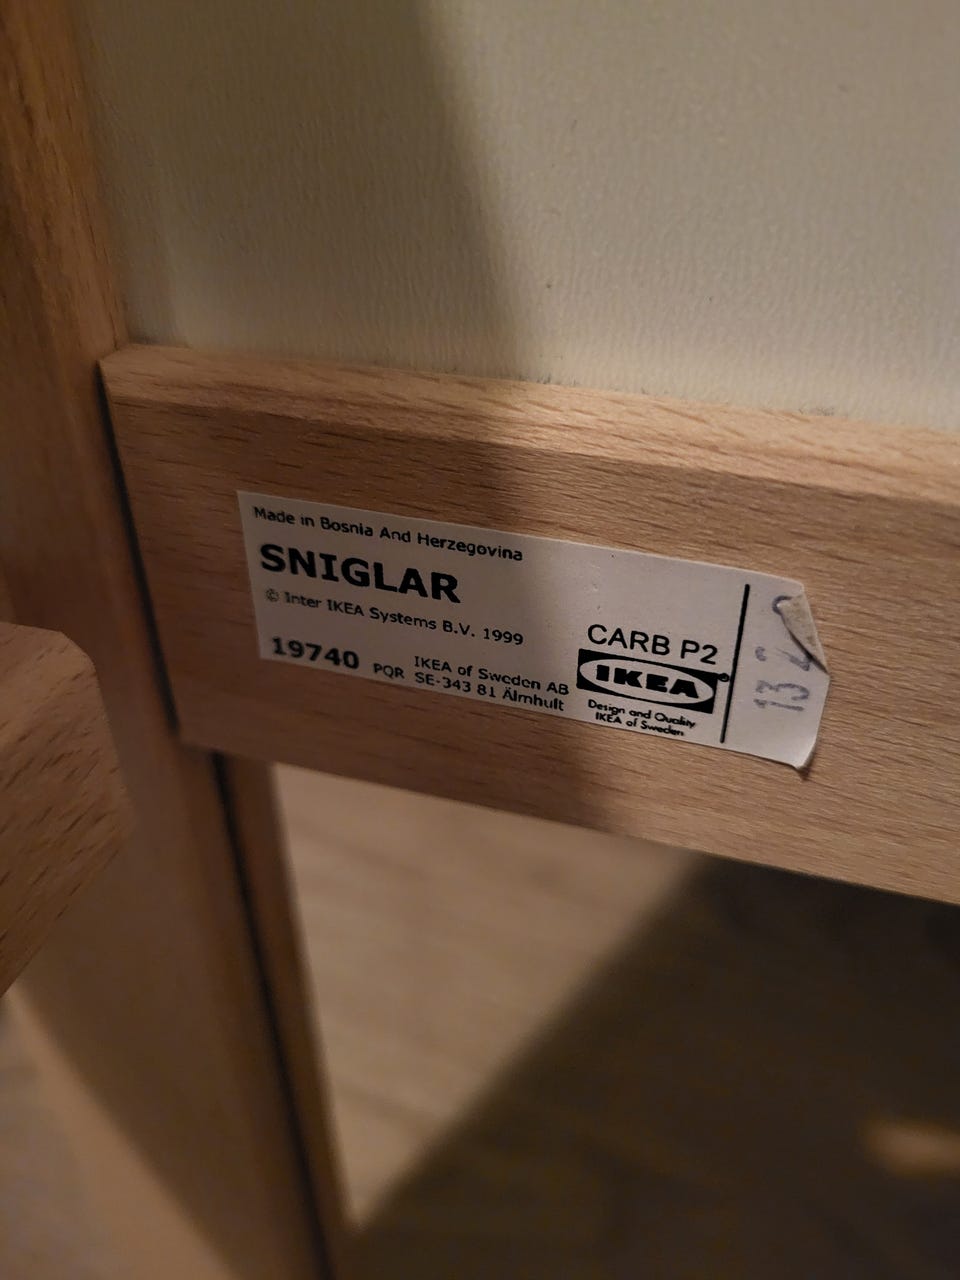 Made in Bosnia And Herzegovina
SNIGLAR
© Inter IKEA Systems B.V. 1999
19740 PQR IKEA of Sweden AB
SE-343 81 Älmhult
CARB P2
IKEA®
Design and Quality
IKEA of Sweden
13